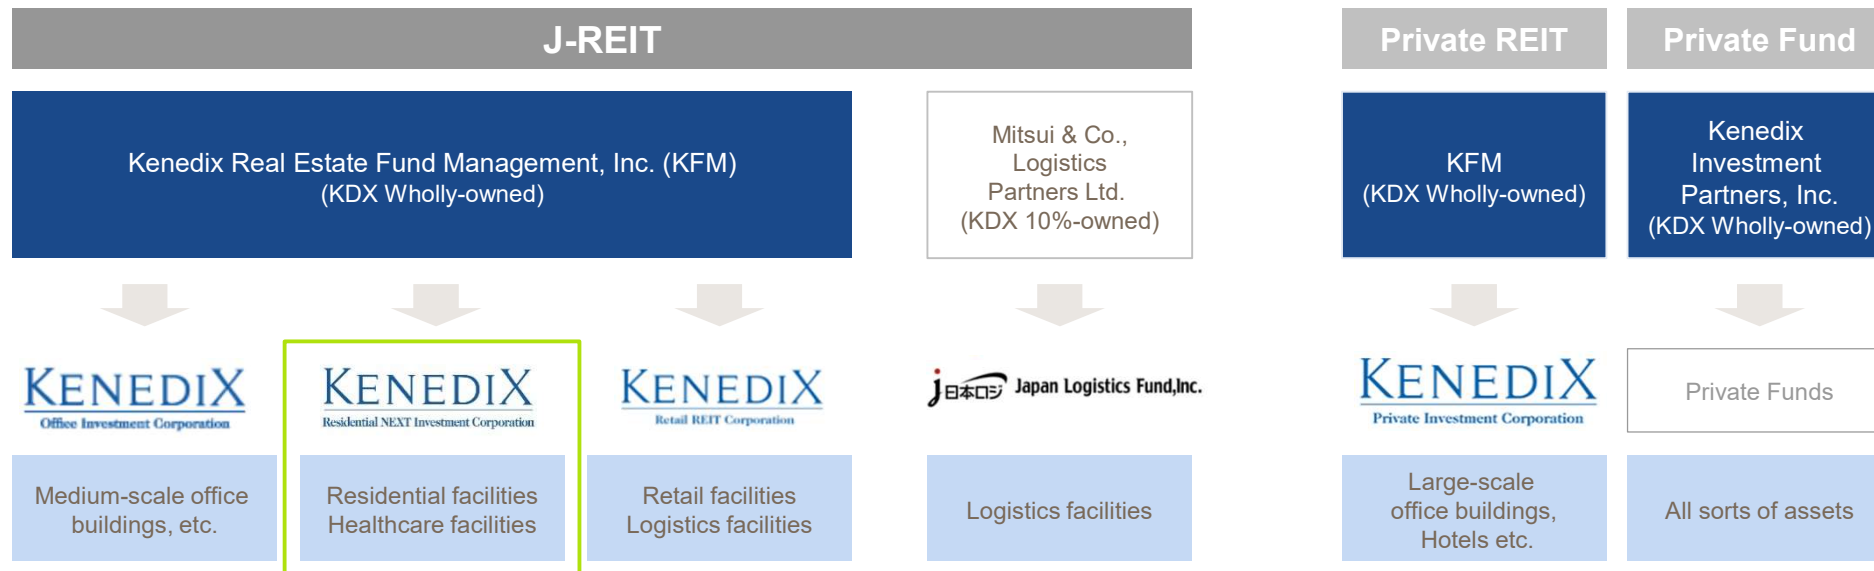 J-REIT
Private REIT
Private Fund
Kenedix Real Estate Fund Management, Inc. (KFM)
(KDX Wholly-owned)
Mitsui & Co.,
Logistics
Partners Ltd.
(KDX 10%-owned)
KFM
(KDX Wholly-owned)
Kenedix
Investment
Partners, Inc.
(KDX Wholly-owned)
KENEDIX
Office Investment Corporation
KENEDIX
Residential NEXT Investment Corporation
KENEDIX
Retail REIT Corporation
j日本ロジ Japan Logistics Fund,Inc.
KENEDIX
Private Investment Corporation
Private Funds
Medium-scale office
buildings, etc.
Residential facilities
Healthcare facilities
Retail facilities
Logistics facilities
Logistics facilities
Large-scale
office buildings,
Hotels etc.
All sorts of assets